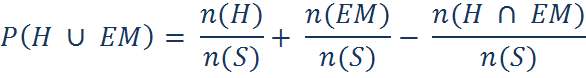 P(H ∪ EM) = n(H)/n(S) + n(EM)/n(S) − n(H ∩ EM)/n(S)